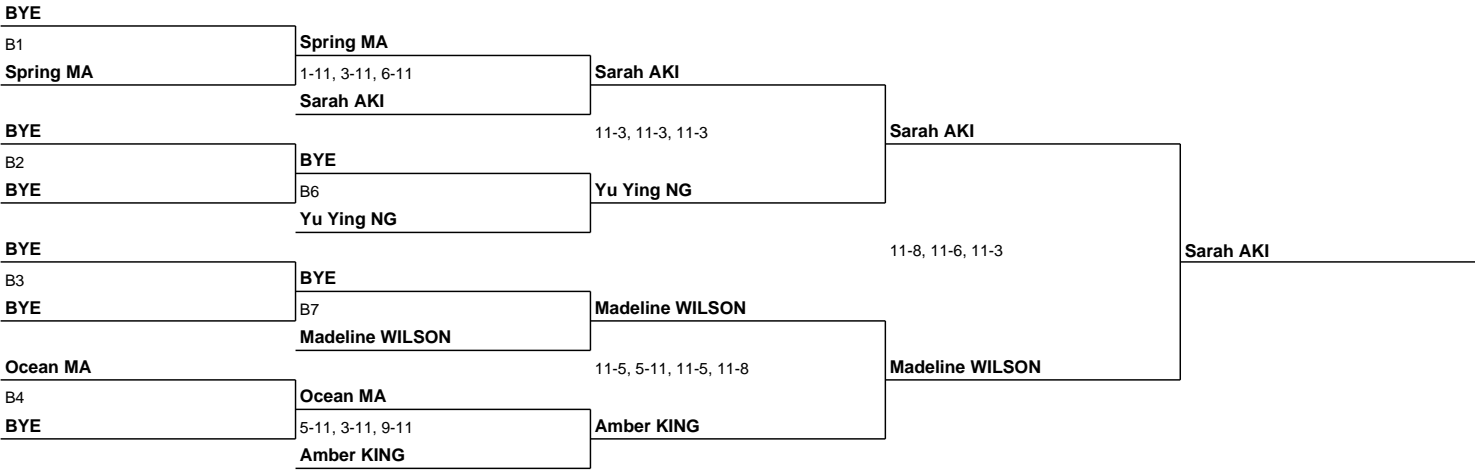 BYE
B1
Spring MA
Spring MA
1-11, 3-11, 6-11
Sarah AKI
Sarah AKI
BYE
B2
BYE
BYE
B6
Yu Ying NG
11-3, 11-3, 11-3
Yu Ying NG
Sarah AKI
BYE
B3
BYE
BYE
B7
Madeline WILSON
Madeline WILSON
Ocean MA
B4
BYE
Ocean MA
5-11, 3-11, 9-11
Amber KING
11-5, 5-11, 11-5, 11-8
Amber KING
Madeline WILSON
11-8, 11-6, 11-3
Sarah AKI